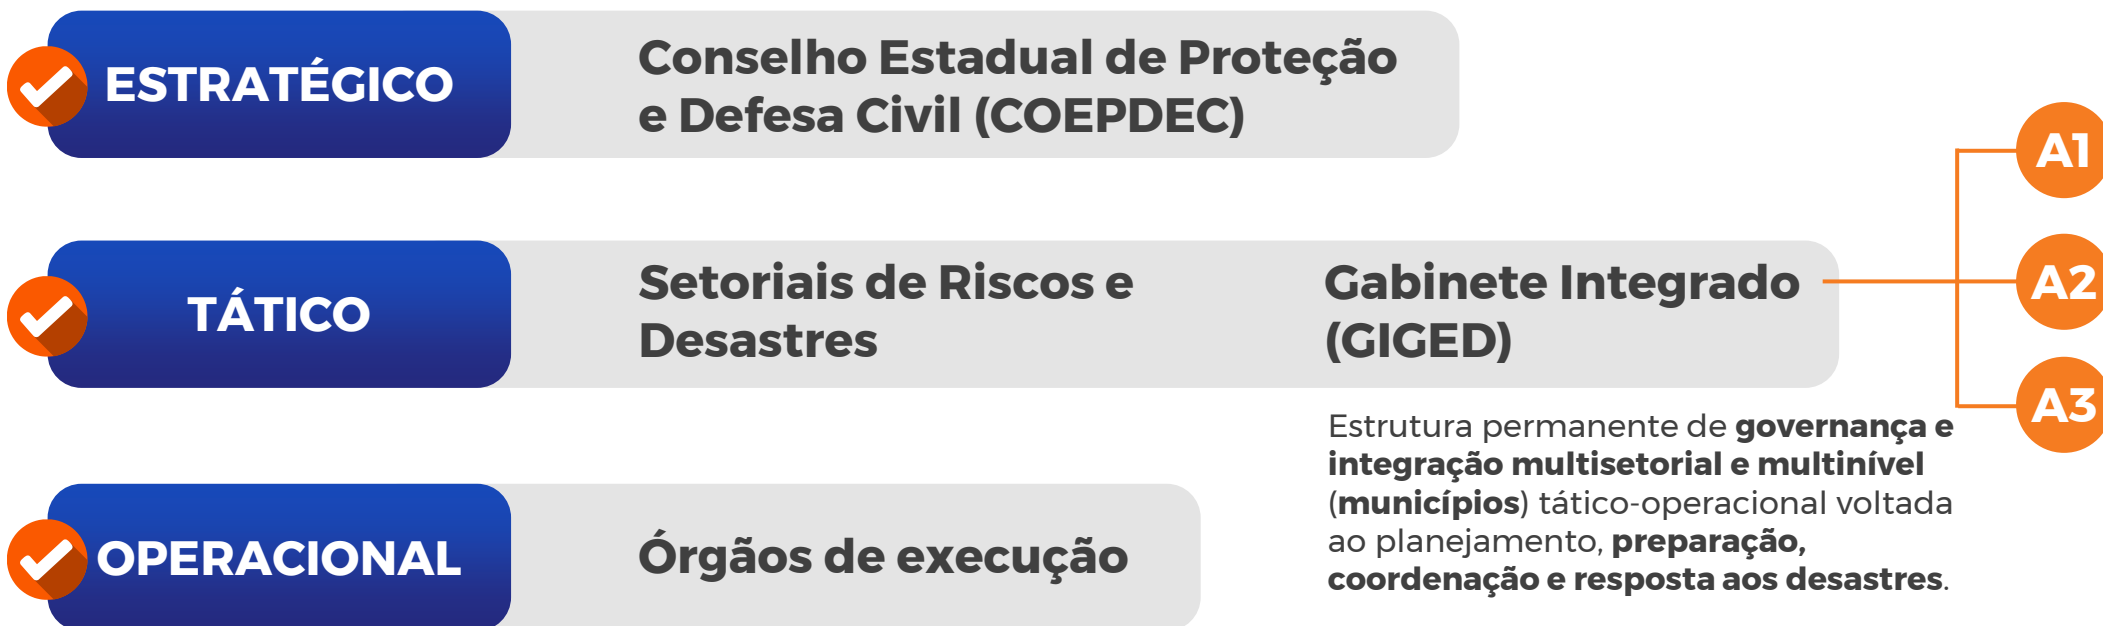 ESTRATÉGICO
Conselho Estadual de Proteção
e Defesa Civil (COEPDEC)
A1
TÁTICO
Setoriais de Riscos e
Desastres
Gabinete Integrado
(GIGED)
A2
A3
Estrutura permanente de governança e
integração multisetorial e multinível
(municípios) tático-operacional voltada
ao planejamento, preparação,
coordenação e resposta aos desastres.
OPERACIONAL
Órgãos de execução